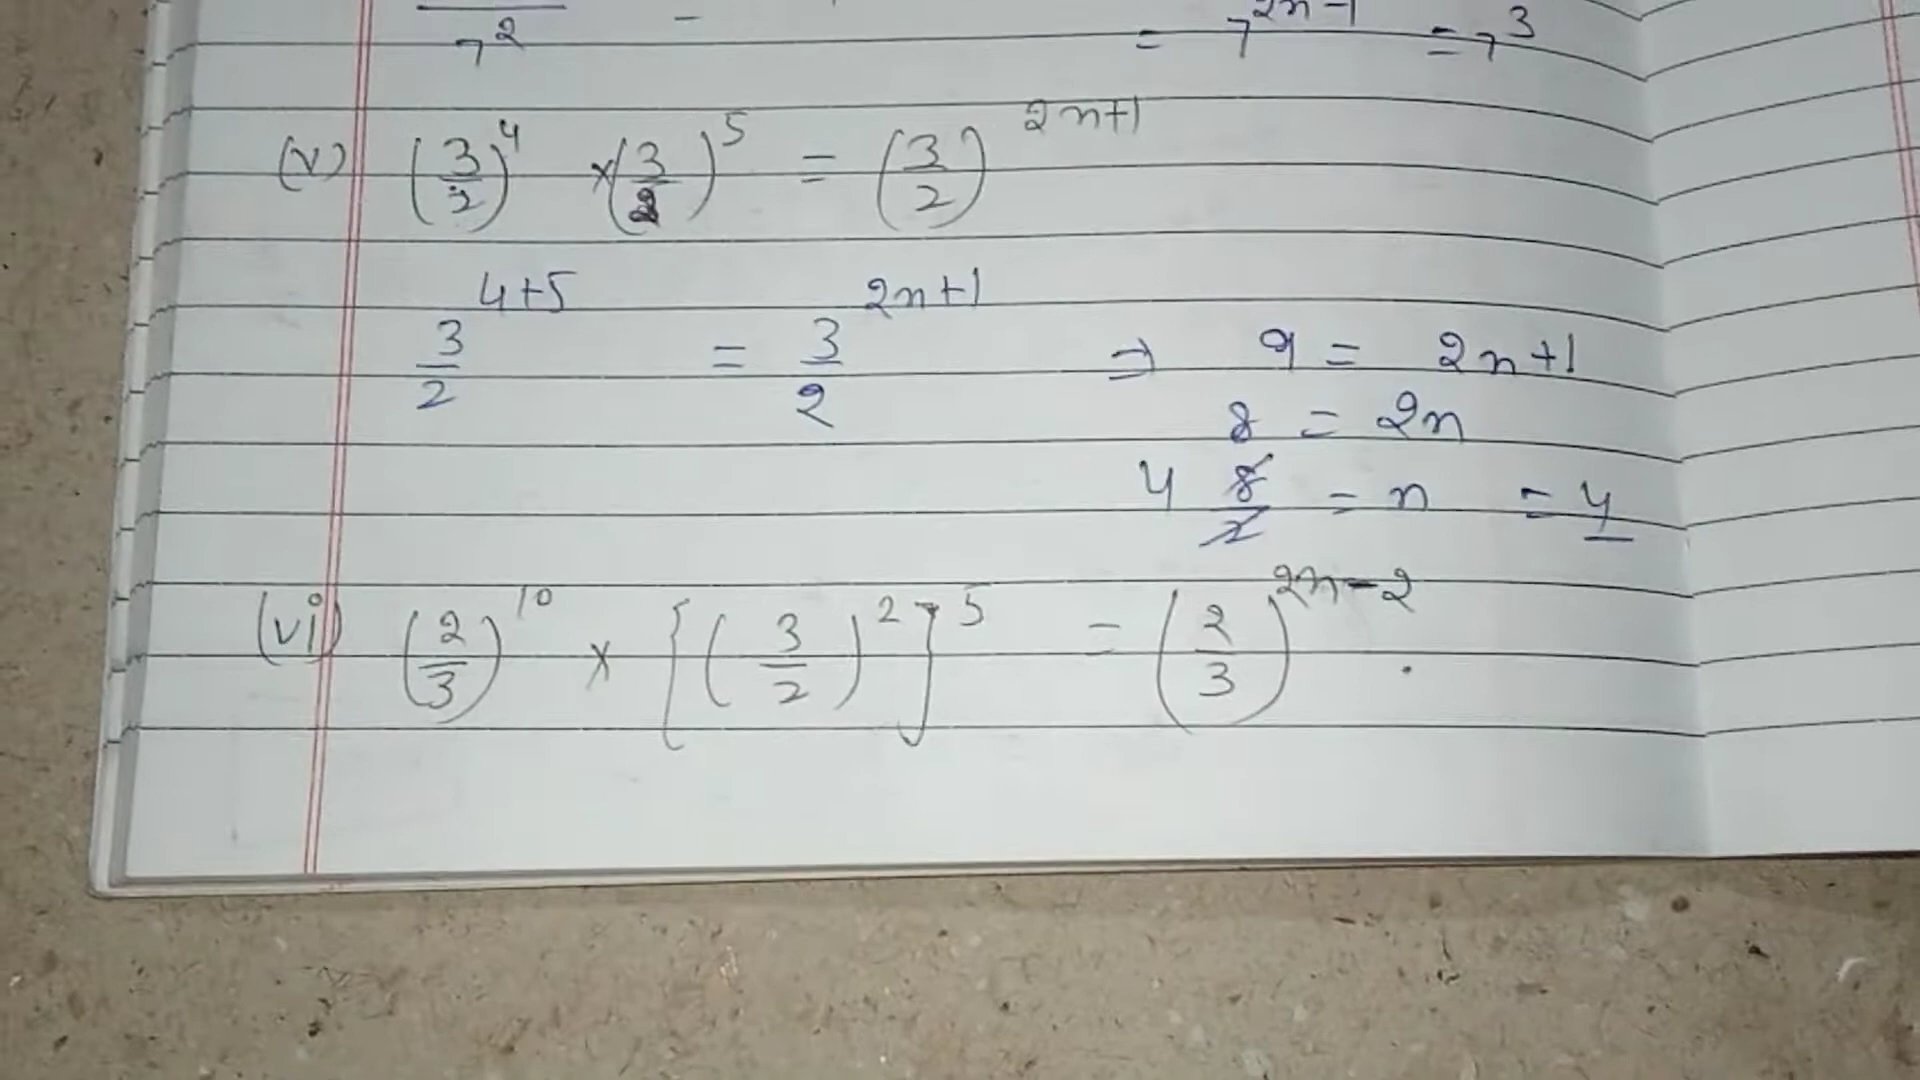 7^2 = 7^{2n-1} = 7^3
(v) (3/2)^4 × (3/2)^5 = (3/2)^{2n+1}
3/2^{4+5} = 3/2^{2n+1} ⇒ 9 = 2n+1
8 = 2n
4 8/2 = n = 4
(vi) (2/3)^{10} × [(3/2)^2]^5 = (2/3)^{2n-2}